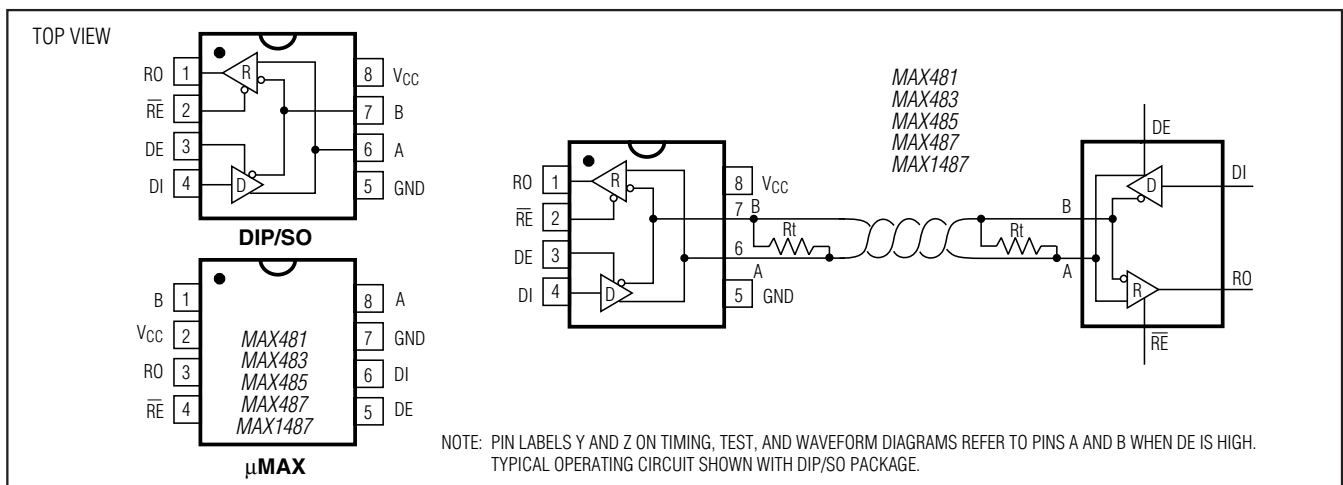 TOP VIEW
RO 1
R
8 VCC
R̅E̅ 2
7 B
DE 3
6 A
DI 4
D
5 GND
DIP/SO
B 1
8 A
VCC 2
7 GND
RO 3
6 DI
R̅E̅ 4
5 DE
MAX481
MAX483
MAX485
MAX487
MAX1487
μMAX
MAX481
MAX483
MAX485
MAX487
MAX1487
RO 1
R
8 VCC
R̅E̅ 2
7 B
DE 3
6 A
DI 4
D
5 GND
Rt
Rt
B
A
DE
D
DI
R
RO
R̅E̅
NOTE: PIN LABELS Y AND Z ON TIMING, TEST, AND WAVEFORM DIAGRAMS REFER TO PINS A AND B WHEN DE IS HIGH.
TYPICAL OPERATING CIRCUIT SHOWN WITH DIP/SO PACKAGE.